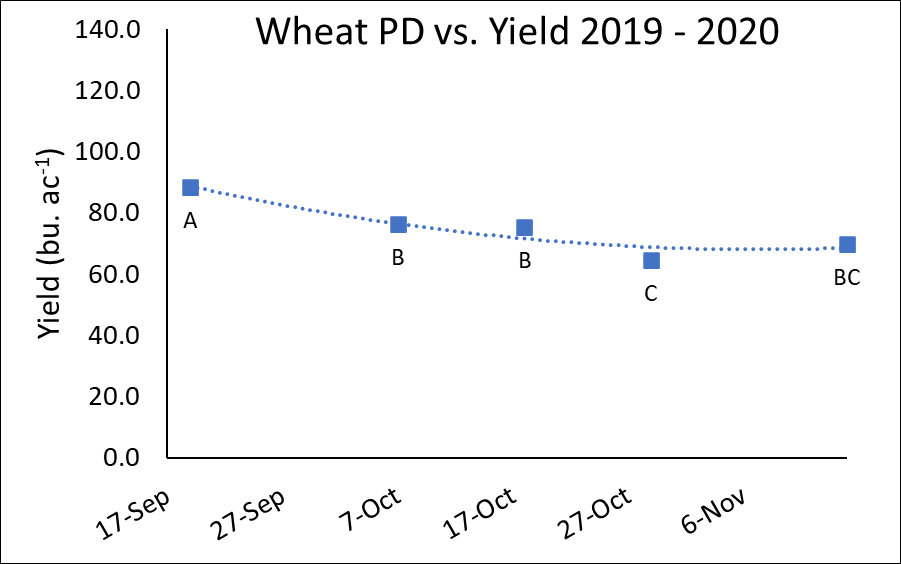 Wheat PD vs. Yield 2019 - 2020
140.0
120.0
100.0
80.0
60.0
40.0
20.0
0.0
Yield (bu. ac⁻¹)
A
B
B
C
BC
17-Sep
27-Sep
7-Oct
17-Oct
27-Oct
6-Nov